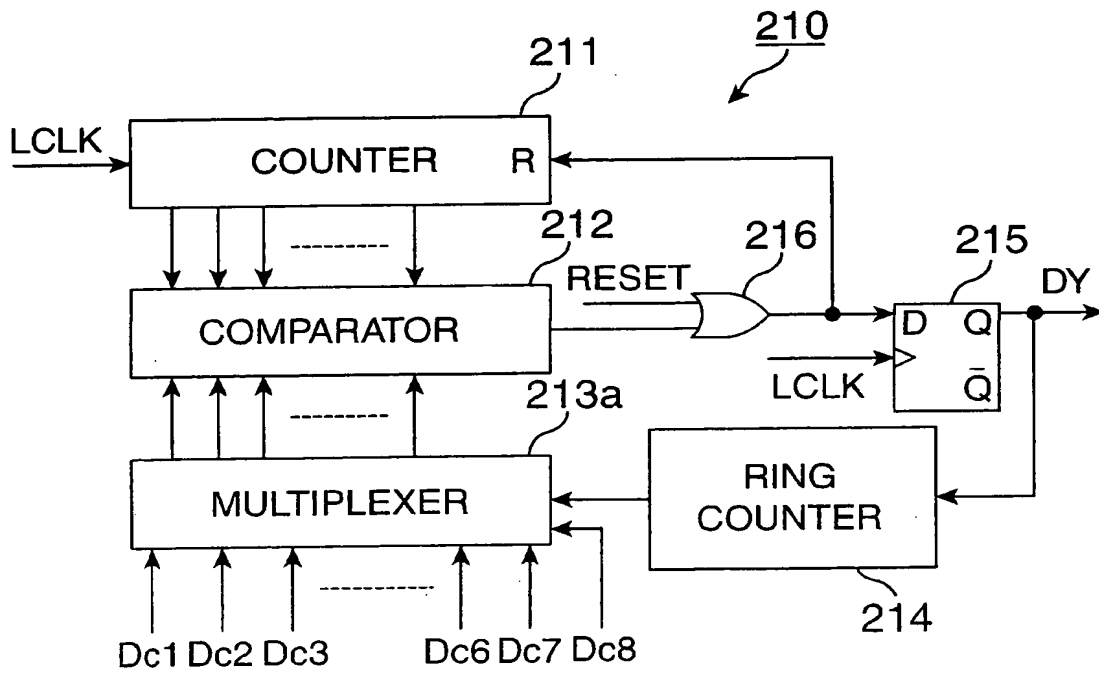 210
211
LCLK
COUNTER R
212
RESET
216
215
DY
COMPARATOR
D Q
LCLK
Q̄
213a
MULTIPLEXER
RING
COUNTER
214
Dc1 Dc2 Dc3 Dc6 Dc7 Dc8